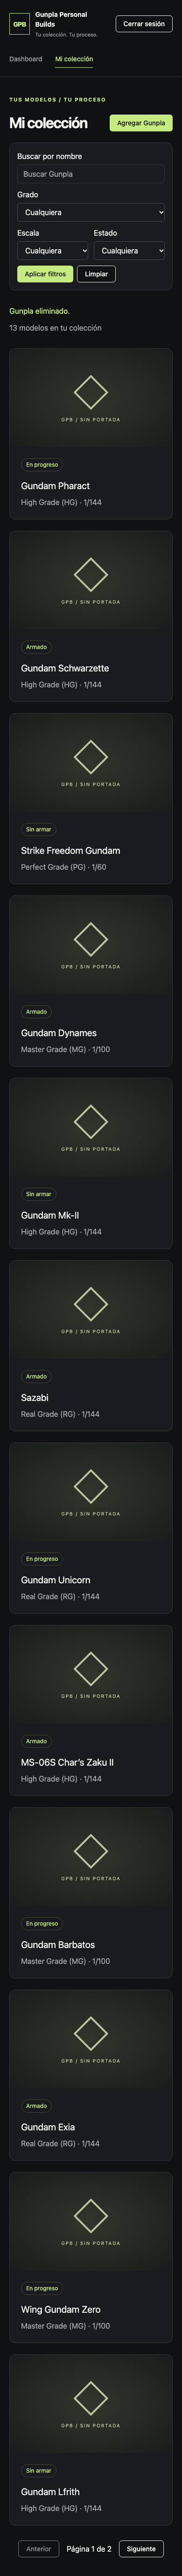 GPB
Gunpla Personal
Builds
Tu colección. Tu proceso.
Cerrar sesión
Dashboard
Mi colección
TUS MODELOS / TU PROCESO
Mi colección
Agregar Gunpla
Buscar por nombre
Buscar Gunpla
Grado
Cualquiera
Escala
Estado
Cualquiera
Cualquiera
Aplicar filtros
Limpiar
Gunpla eliminado.
13 modelos en tu colección
GPB / SIN PORTADA
En progreso
Gundam Pharact
High Grade (HG) · 1/144
GPB / SIN PORTADA
Armado
Gundam Schwarzette
High Grade (HG) · 1/144
GPB / SIN PORTADA
Sin armar
Strike Freedom Gundam
Perfect Grade (PG) · 1/60
GPB / SIN PORTADA
Armado
Gundam Dynames
Master Grade (MG) · 1/100
GPB / SIN PORTADA
Sin armar
Gundam Mk-II
High Grade (HG) · 1/144
GPB / SIN PORTADA
Armado
Sazabi
Real Grade (RG) · 1/144
GPB / SIN PORTADA
En progreso
Gundam Unicorn
Real Grade (RG) · 1/144
GPB / SIN PORTADA
Armado
MS-06S Char’s Zaku II
High Grade (HG) · 1/144
GPB / SIN PORTADA
En progreso
Gundam Barbatos
Master Grade (MG) · 1/100
GPB / SIN PORTADA
Armado
Gundam Exia
Real Grade (RG) · 1/144
GPB / SIN PORTADA
En progreso
Wing Gundam Zero
Master Grade (MG) · 1/100
GPB / SIN PORTADA
Sin armar
Gundam Lfrith
High Grade (HG) · 1/144
Anterior
Página 1 de 2
Siguiente